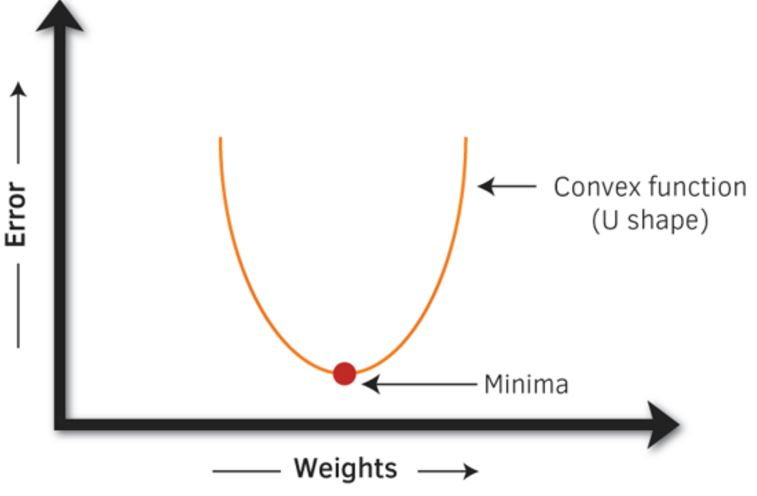 Error
Convex function
(U shape)
Minima
Weights